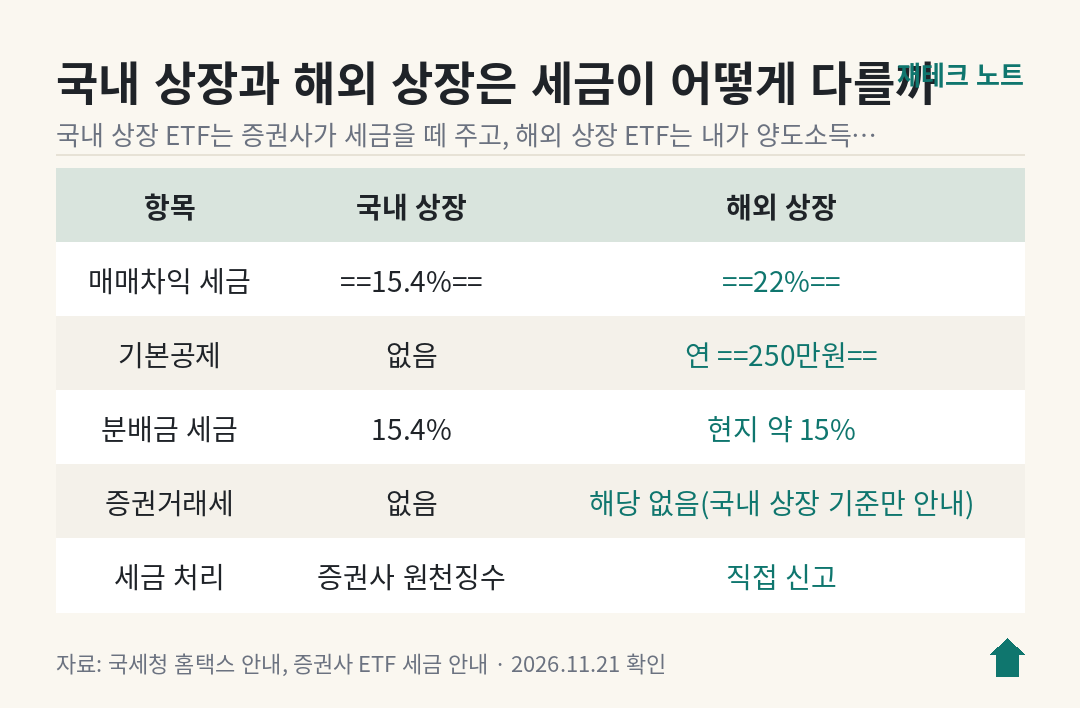 국내 상장과 해외 상장은 세금이 어떻게 다를까
재테크 노트
국내 상장 ETF는 증권사가 세금을 떼 주고, 해외 상장 ETF는 내가 양도소득…
항목 국내 상장 해외 상장
매매차익 세금 ==15.4%== ==22%==
기본공제 없음 연 ==250만원==
분배금 세금 15.4% 현지 약 15%
증권거래세 없음 해당 없음(국내 상장 기준만 안내)
세금 처리 증권사 원천징수 직접 신고
자료: 국세청 홈택스 안내, 증권사 ETF 세금 안내 · 2026.11.21 확인